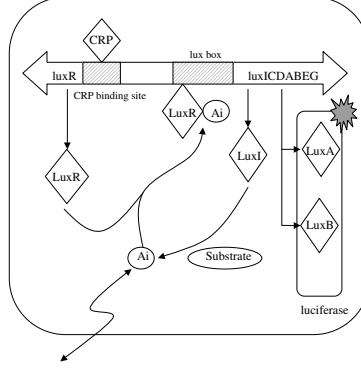 CRP
lux box
luxR
luxICDABEG
CRP binding site
LuxR
Ai
LuxR
LuxI
LuxA
LuxB
Ai
Substrate
luciferase